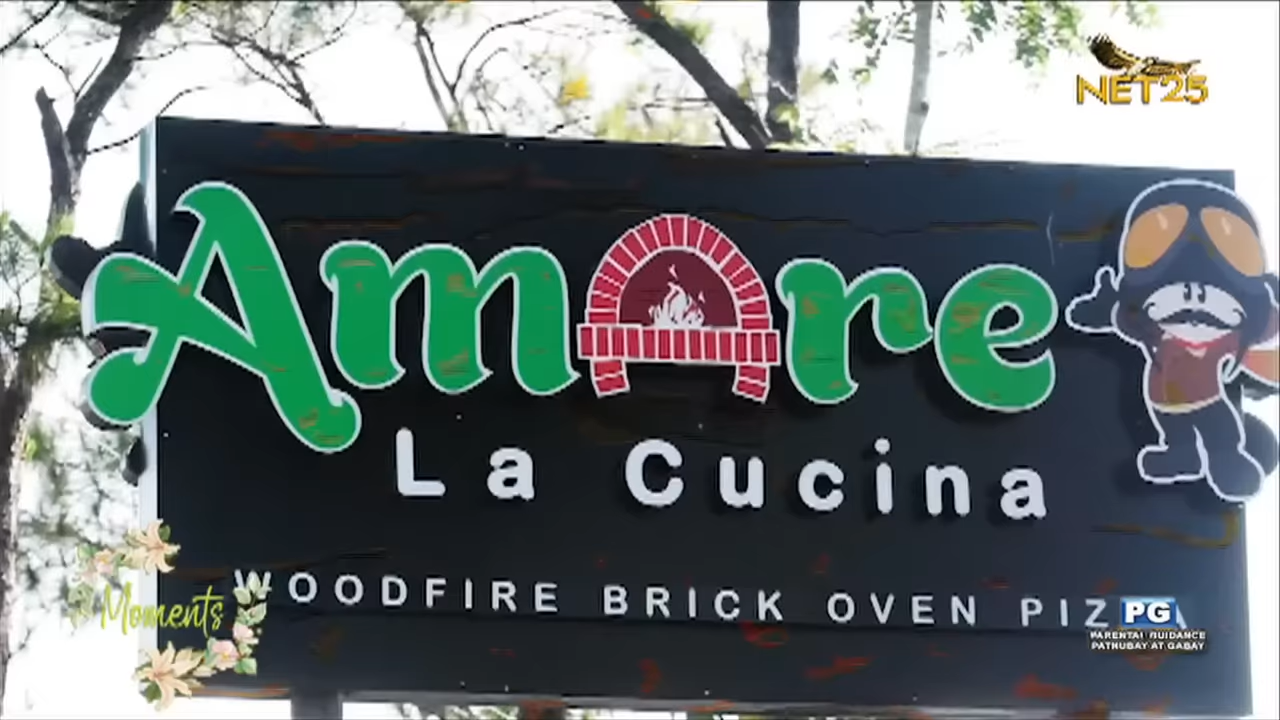 NET25
Amore
La Cucina
WOODFIRE BRICK OVEN PIZ
Moments
PG
PARENTAL GUIDANCE
PATNUBAY AT GABAY